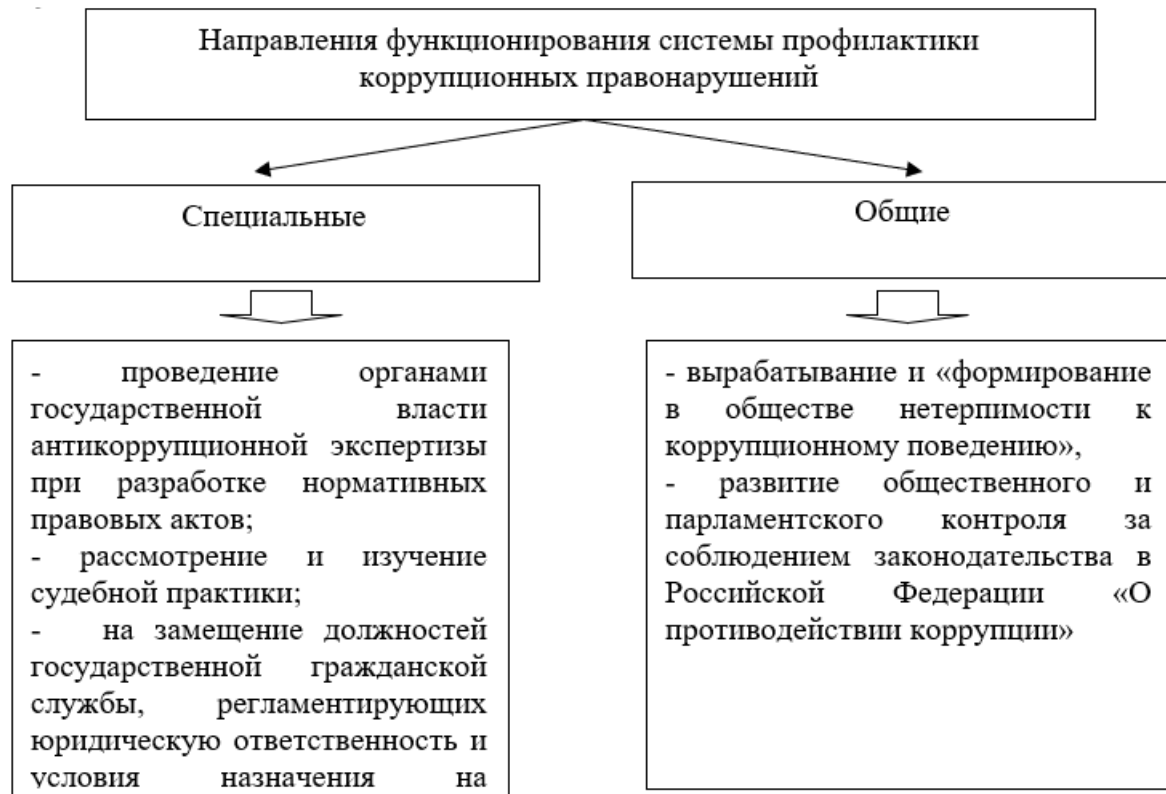 Направления функционирования системы профилактики
коррупционных правонарушений
Специальные
Общие
- проведение органами
государственной власти
антикоррупционной экспертизы
при разработке нормативных
правовых актов;
- рассмотрение и изучение
судебной практики;
- на замещение должностей
государственной гражданской
службы, регламентирующих
юридическую ответственность и
условия назначения на
- вырабатывание и «формирование
в обществе нетерпимости к
коррупционному поведению»,
- развитие общественного и
парламентского контроля за
соблюдением законодательства в
Российской Федерации «О
противодействии коррупции»